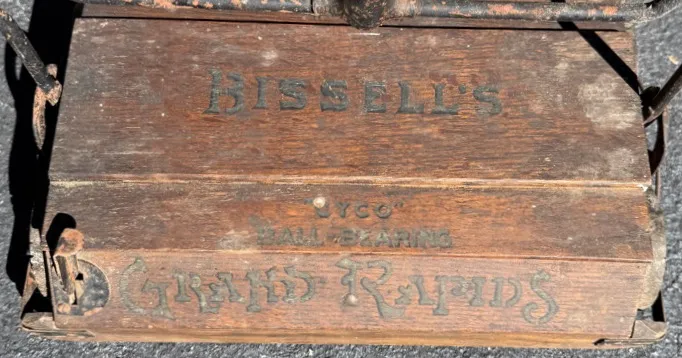 BISSELL'S
"CYCO"
BALL-BEARING
GRAND RAPIDS